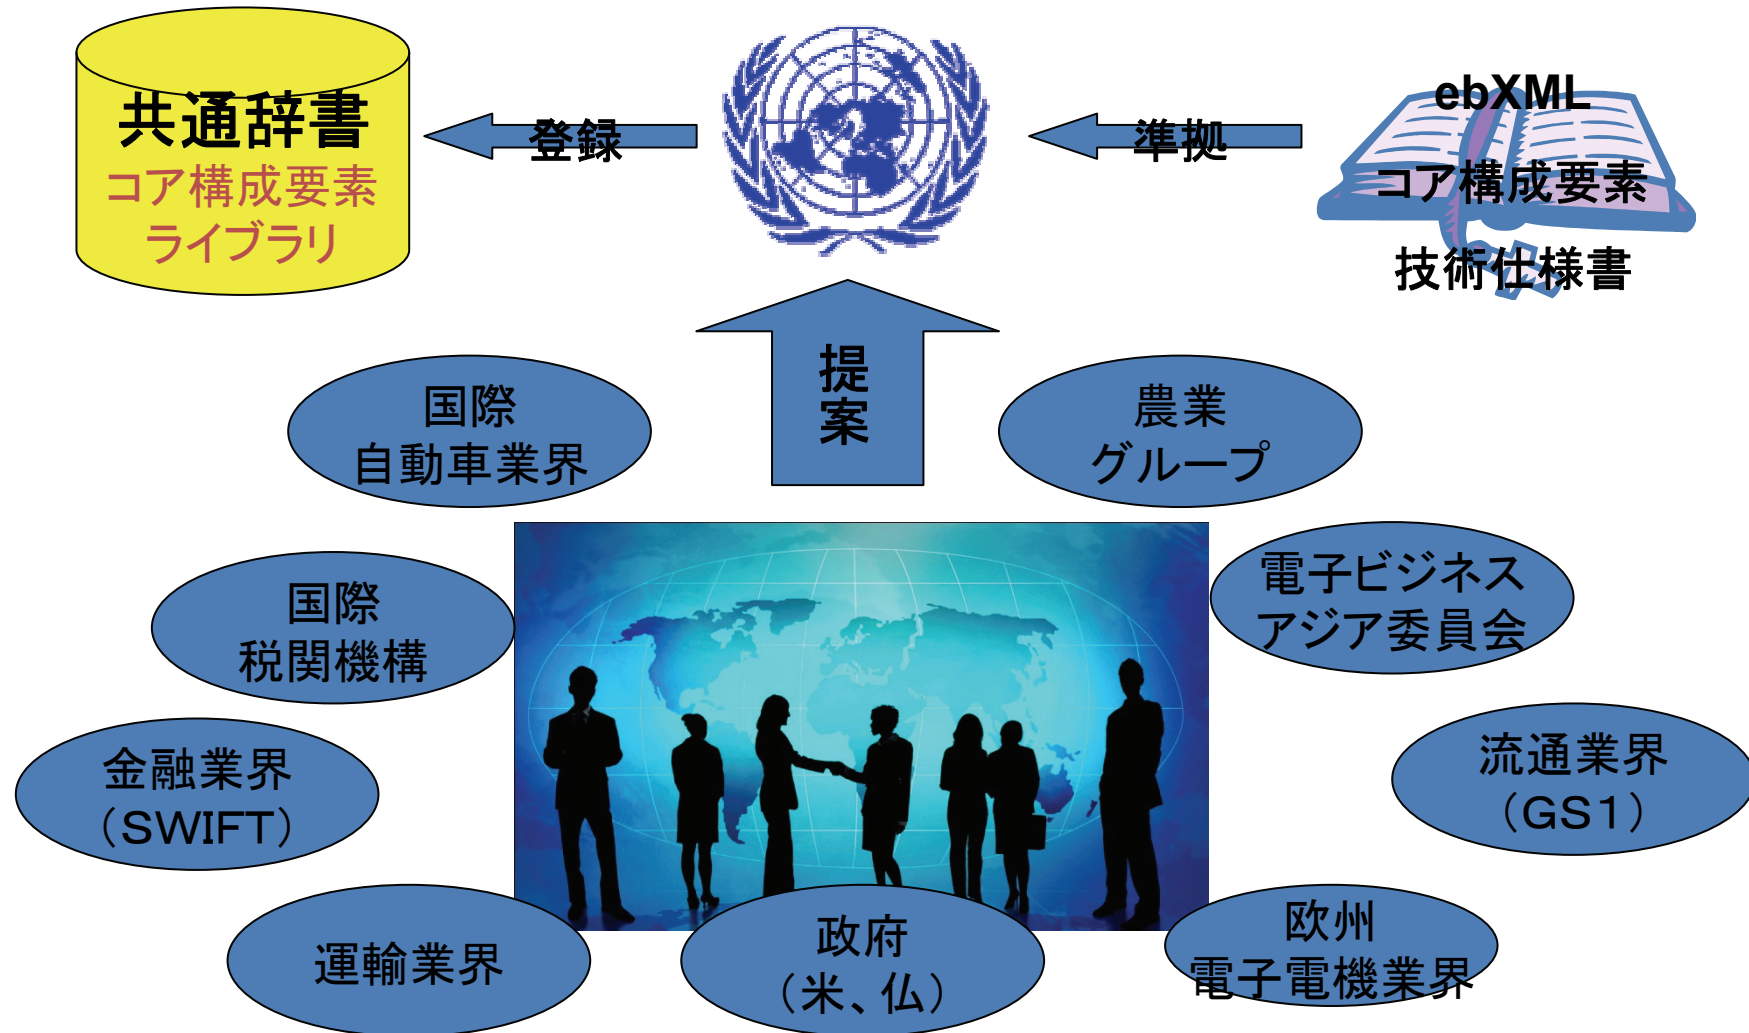 共通辞書
コア構成要素
ライブラリ
登録
準拠
ebXML
コア構成要素
技術仕様書
提
案
国際
自動車業界
農業
グループ
国際
税関機構
電子ビジネス
アジア委員会
金融業界
（SWIFT）
流通業界
（GS１）
運輸業界
政府
（米、仏）
欧州
電子電機業界